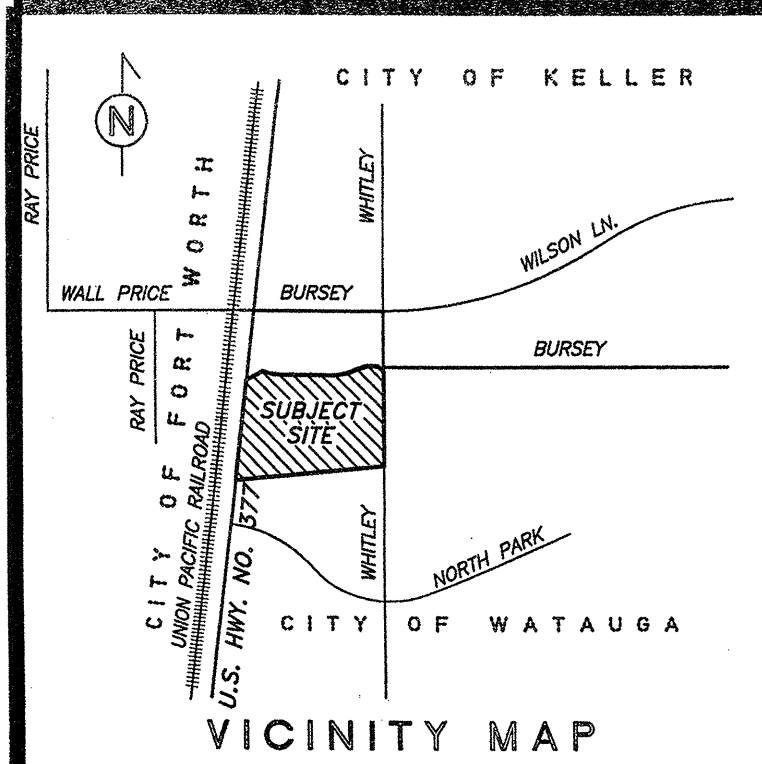 CITY OF KELLER
N
RAY PRICE
WHITLEY
CITY OF FORT WORTH
WILSON LN.
WALL PRICE
BURSEY
RAY PRICE
BURSEY
SUBJECT
SITE
UNION PACIFIC RAILROAD
U.S. HWY. NO. 377
WHITLEY
NORTH PARK
CITY OF WATAUGA
VICINITY MAP